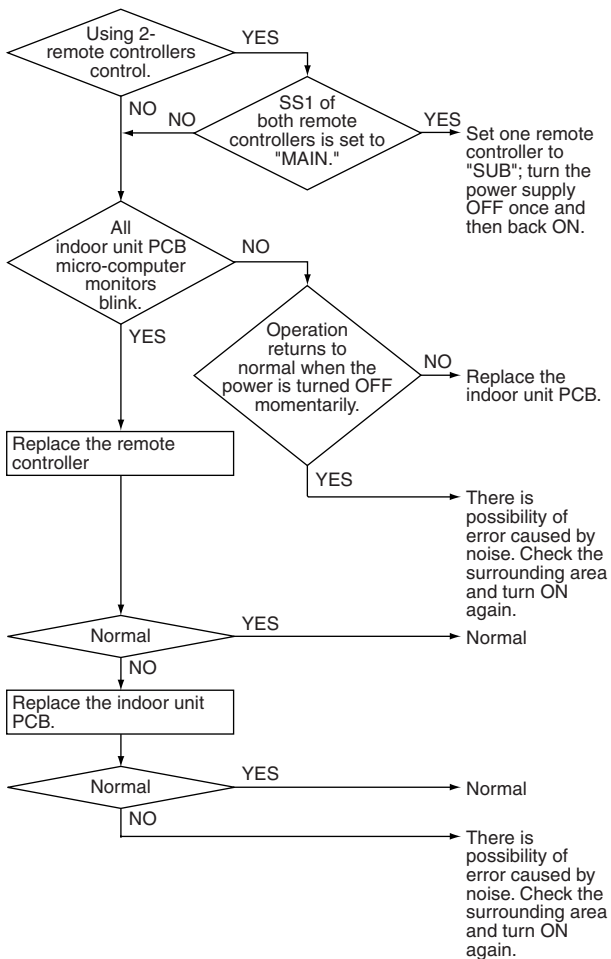 Using 2-
remote controllers
control.
YES
NO
SS1 of
both remote
controllers is set to
"MAIN."
NO
YES
Set one remote
controller to
"SUB"; turn the
power supply
OFF once and
then back ON.
All
indoor unit PCB
micro-computer
monitors
blink.
NO
YES
Operation
returns to
normal when the
power is turned OFF
momentarily.
NO
Replace the
indoor unit PCB.
YES
There is
possibility of
error caused by
noise. Check the
surrounding area
and turn ON
again.
Replace the remote
controller
Normal
YES
Normal
NO
Replace the indoor unit
PCB.
Normal
YES
Normal
NO
There is
possibility of
error caused by
noise. Check the
surrounding area
and turn ON
again.